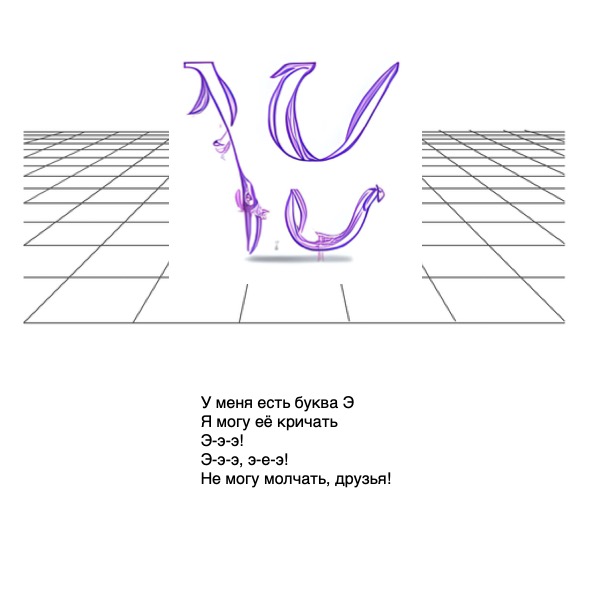 У меня есть буква Э
Я могу её кричать
Э-э-э!
Э-э-э, э-е-э!
Не могу молчать, друзья!